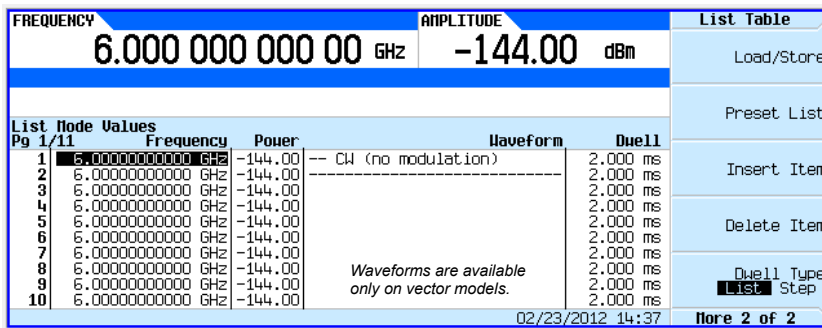 FREQUENCY AMPLITUDE List Table
6.000 000 000 00 GHz -144.00 dBm
Load/Store
Preset List
List Mode Values
Pg 1/11 Frequency Power Waveform Dwell
1 6.00000000000 GHz -144.00 -- CW (no modulation) 2.000 ms
2 6.00000000000 GHz -144.00 ---------------------------- 2.000 ms
Insert Item
3 6.00000000000 GHz -144.00 2.000 ms
4 6.00000000000 GHz -144.00 2.000 ms
5 6.00000000000 GHz -144.00 2.000 ms
Delete Item
6 6.00000000000 GHz -144.00 2.000 ms
7 6.00000000000 GHz -144.00 2.000 ms
8 6.00000000000 GHz -144.00 Waveforms are available 2.000 ms
Dwell Type
9 6.00000000000 GHz -144.00 only on vector models. 2.000 ms
List Step
10 6.00000000000 GHz -144.00 2.000 ms
02/23/2012 14:37 More 2 of 2